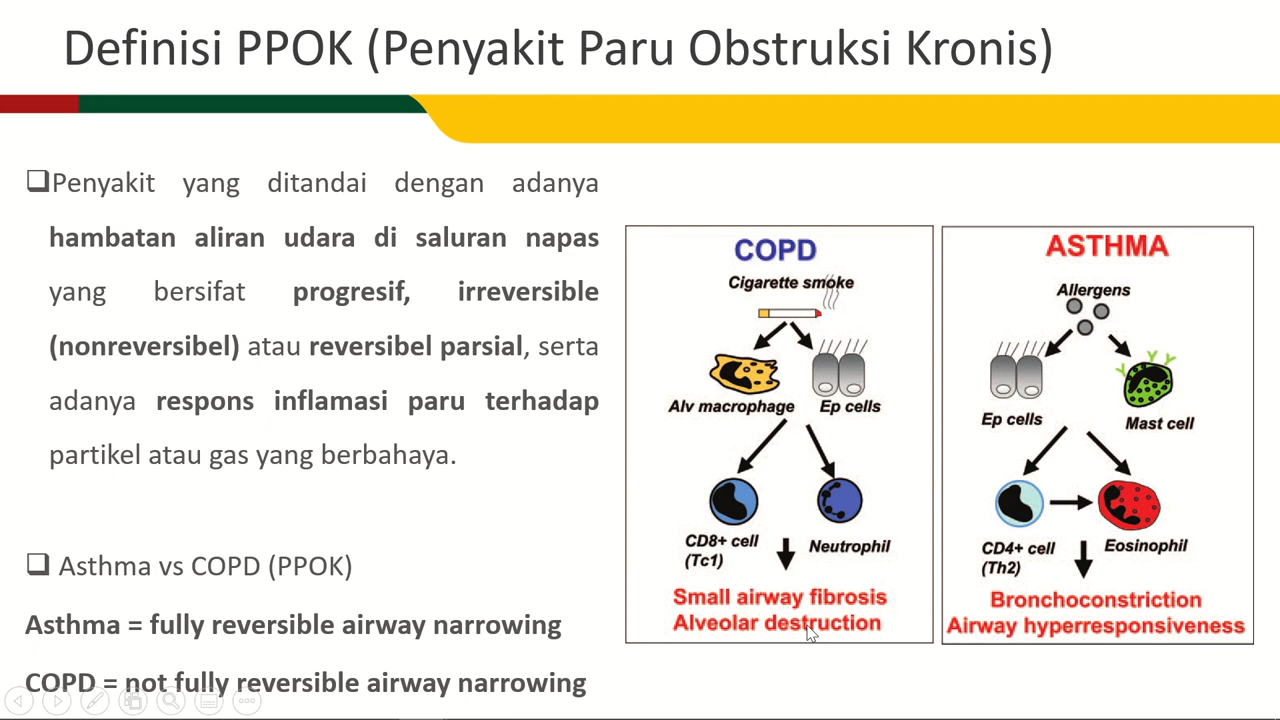 Definisi PPOK (Penyakit Paru Obstruksi Kronis)
❑Penyakit yang ditandai dengan adanya
hambatan aliran udara di saluran napas
yang bersifat progresif, irreversible
(nonreversibel) atau reversibel parsial, serta
adanya respons inflamasi paru terhadap
partikel atau gas yang berbahaya.
❑ Asthma vs COPD (PPOK)
Asthma = fully reversible airway narrowing
COPD = not fully reversible airway narrowing
COPD
Cigarette smoke
Alv macrophage
Ep cells
CD8+ cell
(Tc1)
Neutrophil
Small airway fibrosis
Alveolar destruction
ASTHMA
Allergens
Ep cells
Mast cell
CD4+ cell
(Th2)
Eosinophil
Bronchoconstriction
Airway hyperresponsiveness